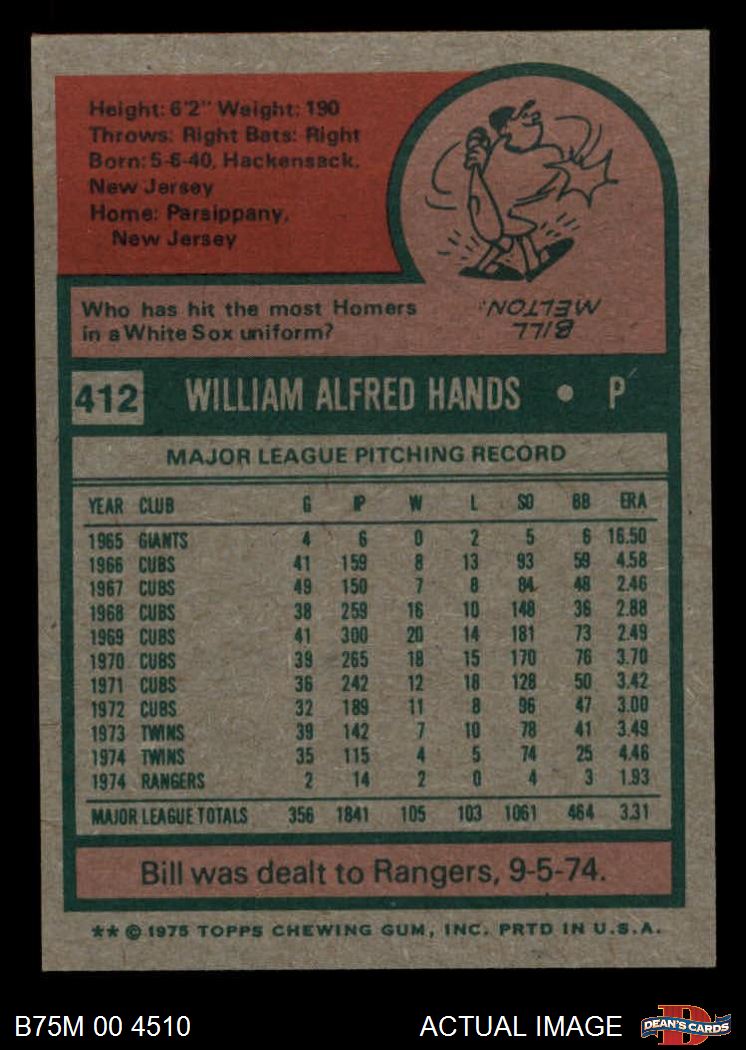 Height: 6'2" Weight: 190
Throws: Right Bats: Right
Born: 5-6-40, Hackensack,
New Jersey
Home: Parsippany,
New Jersey
Who has hit the most Homers
in a White Sox uniform?
BILL
MELTON.
412 WILLIAM ALFRED HANDS • P
MAJOR LEAGUE PITCHING RECORD
YEAR CLUB G IP W L SO BB ERA
1965 GIANTS 4 6 0 2 5 6 16.50
1966 CUBS 41 159 8 13 93 59 4.58
1967 CUBS 49 150 7 8 84 48 2.46
1968 CUBS 38 259 16 10 148 36 2.88
1969 CUBS 41 300 20 14 181 73 2.49
1970 CUBS 39 265 18 15 170 76 3.70
1971 CUBS 36 242 12 18 128 50 3.42
1972 CUBS 32 189 11 8 96 47 3.00
1973 TWINS 39 142 7 10 78 41 3.49
1974 TWINS 35 115 4 5 74 25 4.46
1974 RANGERS 2 14 2 0 4 3 1.93
MAJOR LEAGUE TOTALS 356 1841 105 103 1061 464 3.31
Bill was dealt to Rangers, 9-5-74.
** © 1975 TOPPS CHEWING GUM, INC. PRTD IN U.S.A.
B75M 00 4510 ACTUAL IMAGE DEAN'S CARDS